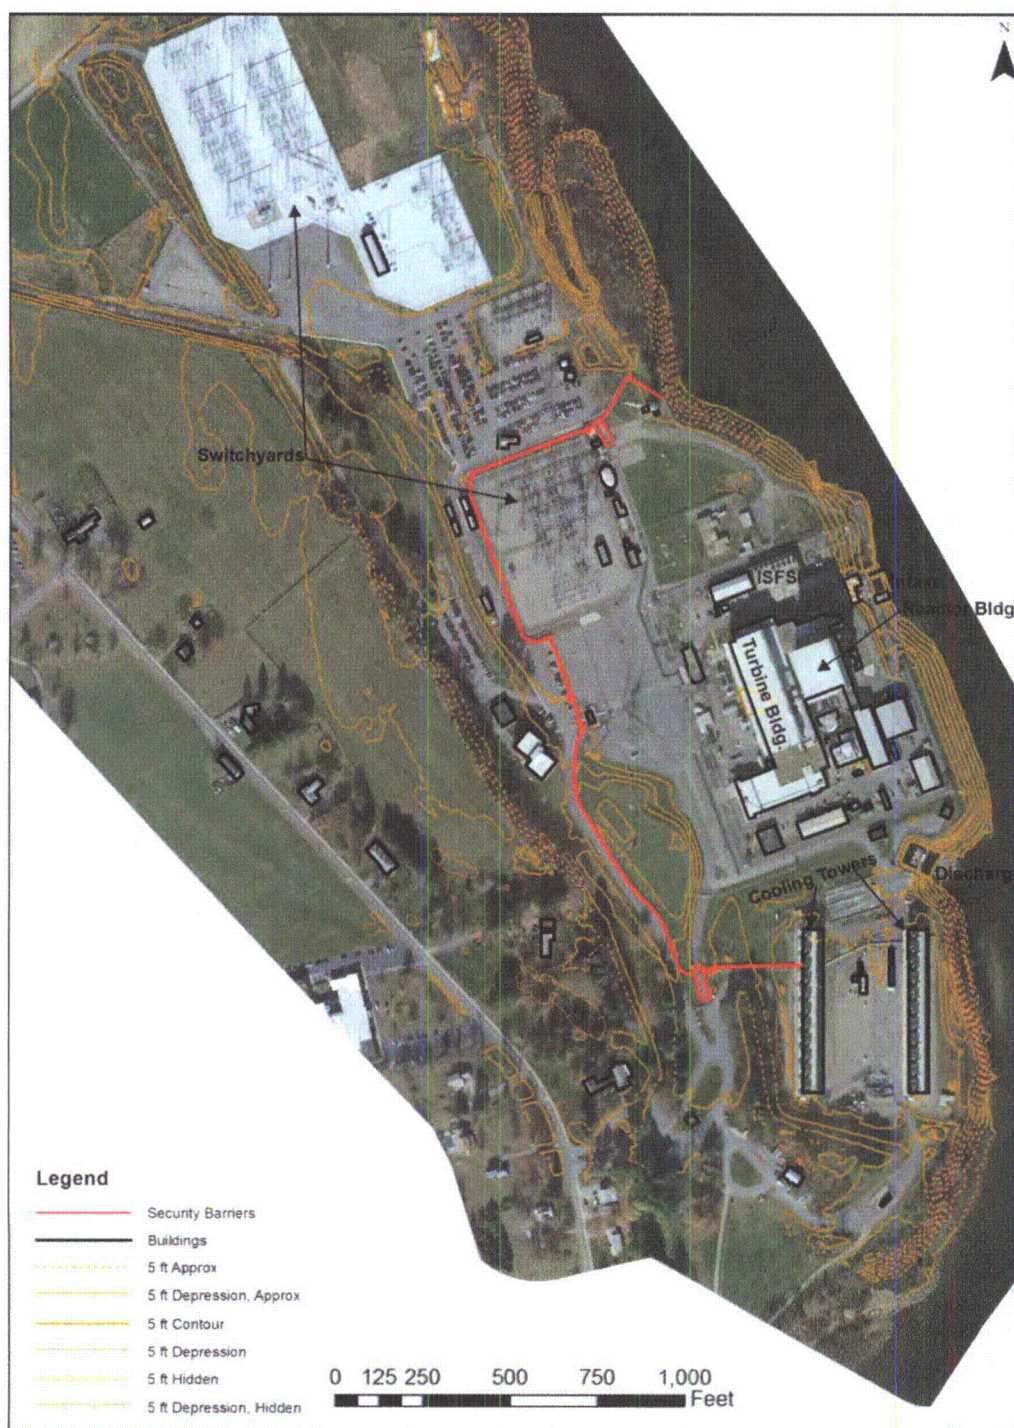 N
Switchyards
ISFSI
Intake
Reactor Bldg
Turbine Bldg.
Discharg
Cooling Towers
Legend
Security Barriers
Buildings
5 ft Approx
5 ft Depression, Approx
5 ft Contour
5 ft Depression
5 ft Hidden
5 ft Depression, Hidden
0 125 250 500 750 1,000
Feet